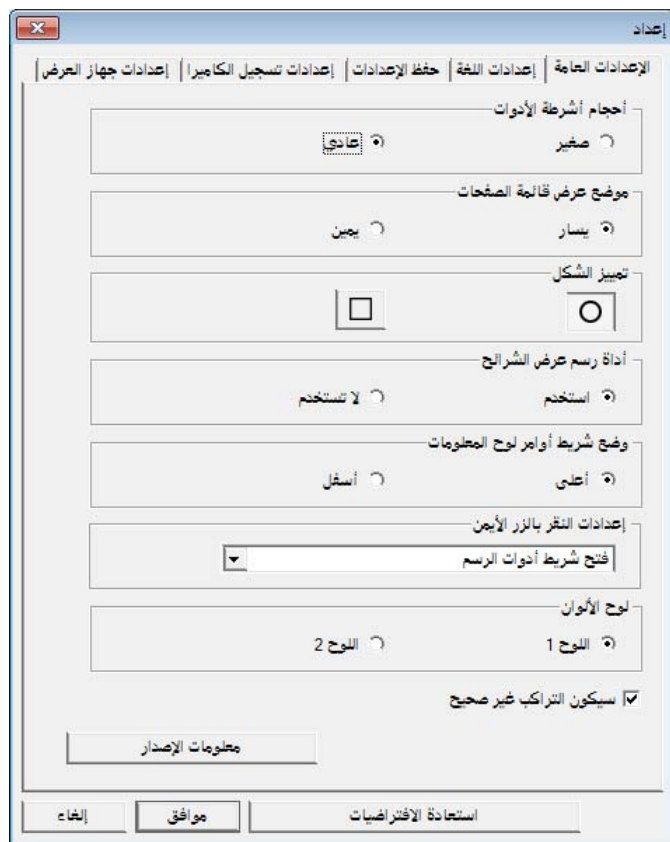 إعداد
الإعدادات العامة | إعدادات اللغة | حفظ الإعدادات | إعدادات تسجيل الكاميرا | إعدادات جهاز العرض
أحجام أشرطة الأدوات
صغير عادي
موضع عرض قائمة الصفحات
يسار يمين
تمييز الشكل
أداة رسم عرض الشرائح
استخدم لا تستخدم
وضع شريط أوامر لوح المعلومات
أعلى أسفل
إعدادات النقر بالزر الأيمن
فتح شريط أدوات الرسم
لوح الألوان
اللوح 1 اللوح 2
سيكون التراكب غير صحيح
معلومات الإصدار
استعادة الافتراضيات موافق إلغاء